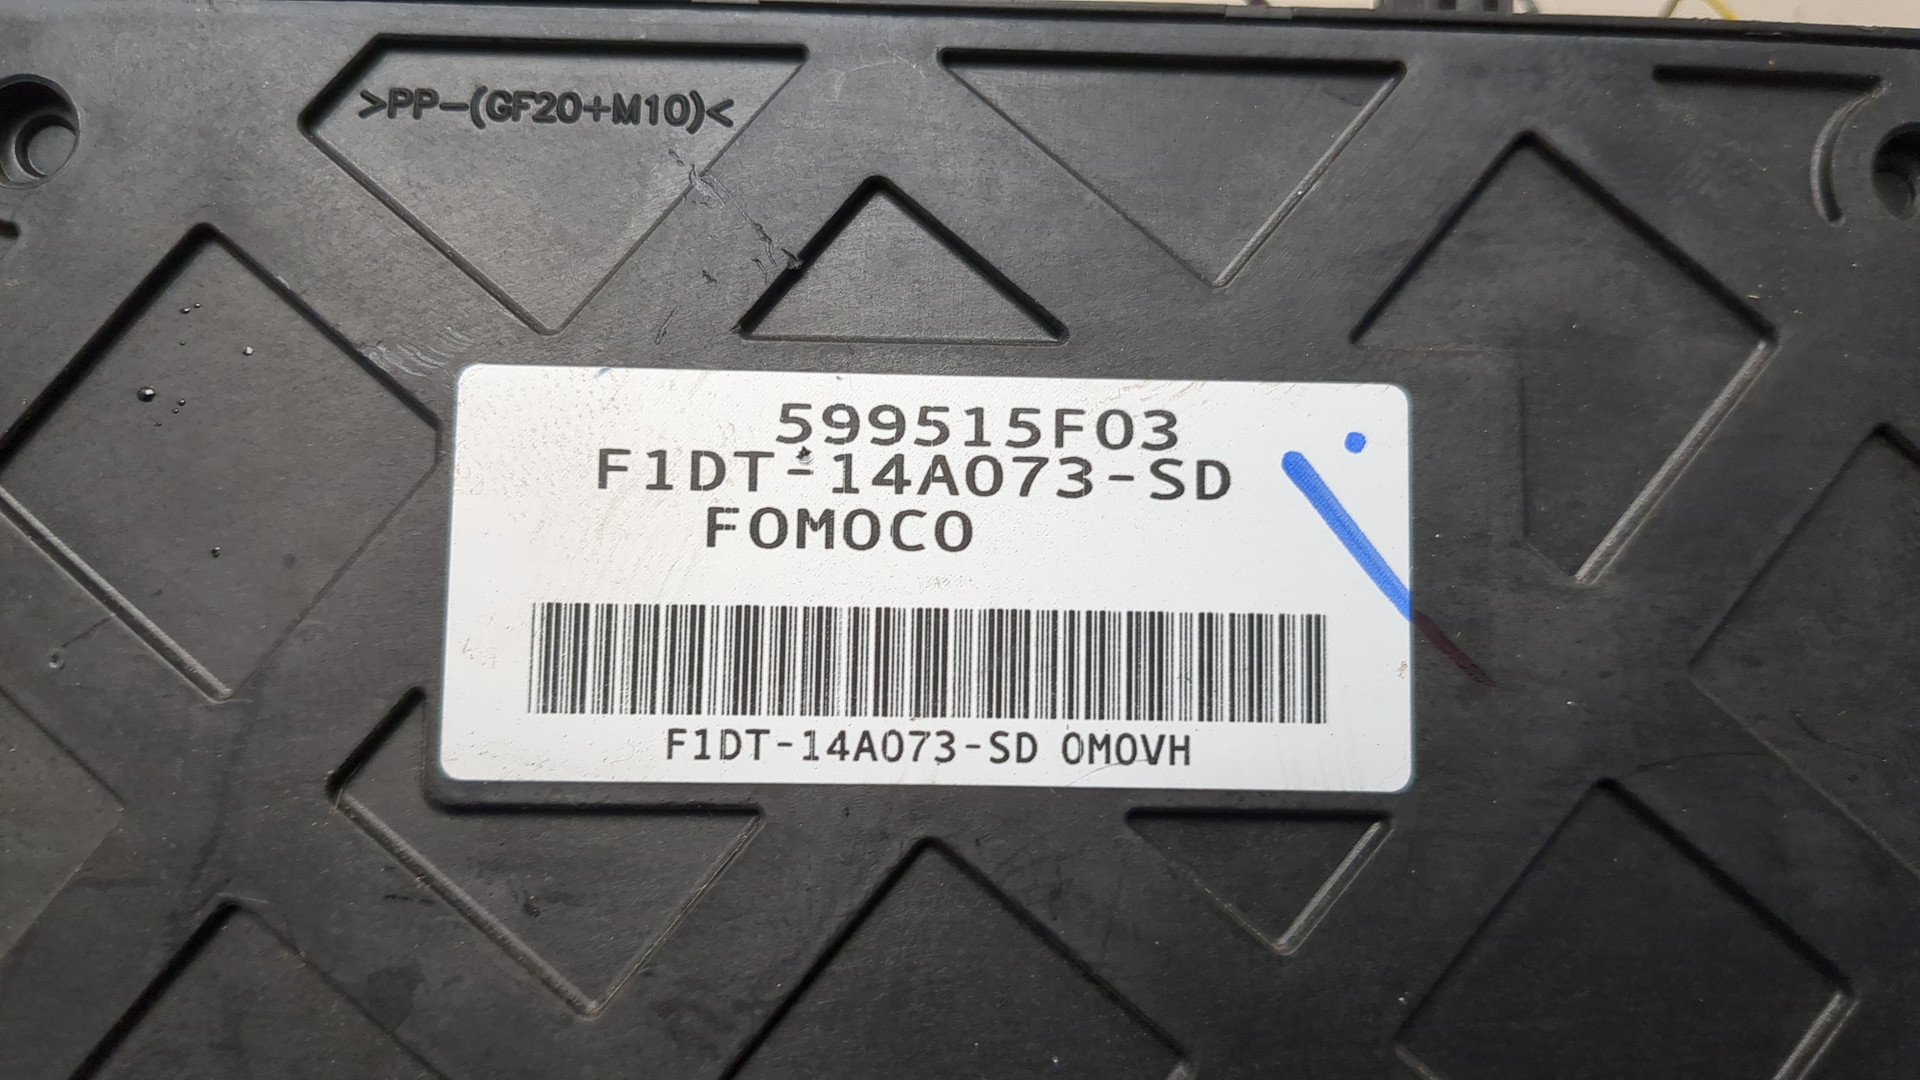 >PP-(GF20+M10)<
599515F03
F1DT-14A073-SD
FOMOCO
F1DT-14A073-SD 0M0VH